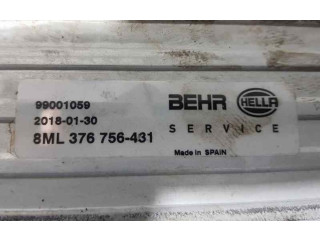 99001059
2018-01-30
8ML 376 756-431
BEHR HELLA
SERVICE
Made in SPAIN